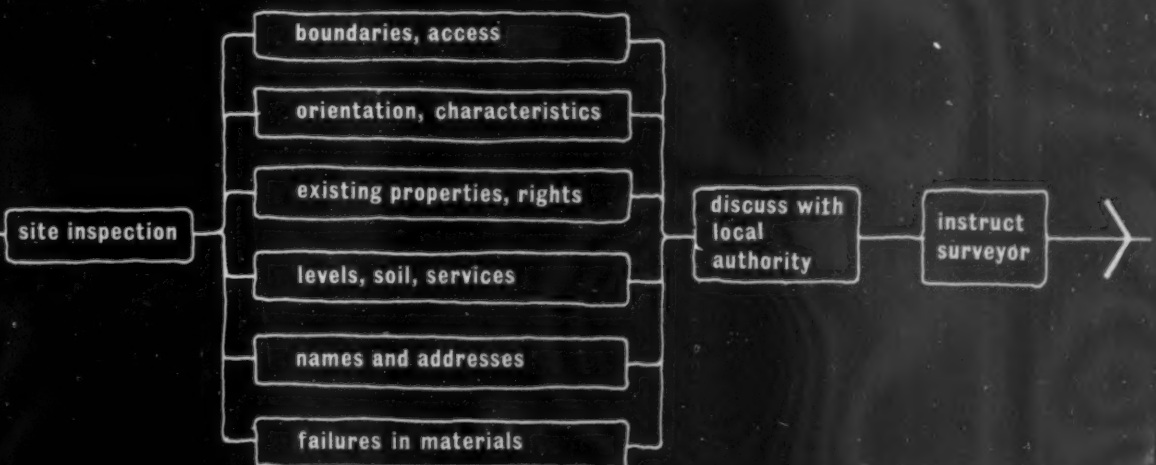 site inspection
boundaries, access
orientation, characteristics
existing properties, rights
levels, soil, services
names and addresses
failures in materials
discuss with
local
authority
instruct
surveyor